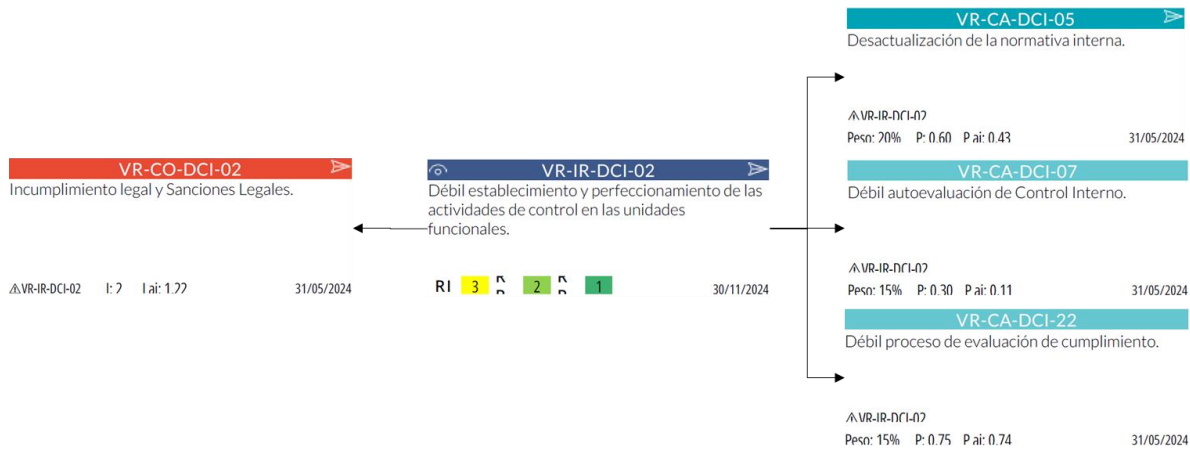 VR-CO-DCI-02
Incumplimiento legal y Sanciones Legales.
VR-IR-DCI-02 I: 2 I ai: 1.22 31/05/2024
VR-IR-DCI-02
Débil establecimiento y perfeccionamiento de las
actividades de control en las unidades
funcionales.
RI 3 2 1 30/11/2024
VR-CA-DCI-05
Desactualización de la normativa interna.
VR-IR-DCI-02
Peso: 20% P: 0.60 P ai: 0.43 31/05/2024
VR-CA-DCI-07
Débil autoevaluación de Control Interno.
VR-IR-DCI-02
Peso: 15% P: 0.30 P ai: 0.11 31/05/2024
VR-CA-DCI-22
Débil proceso de evaluación de cumplimiento.
VR-IR-DCI-02
Peso: 15% P: 0.75 P ai: 0.74 31/05/2024